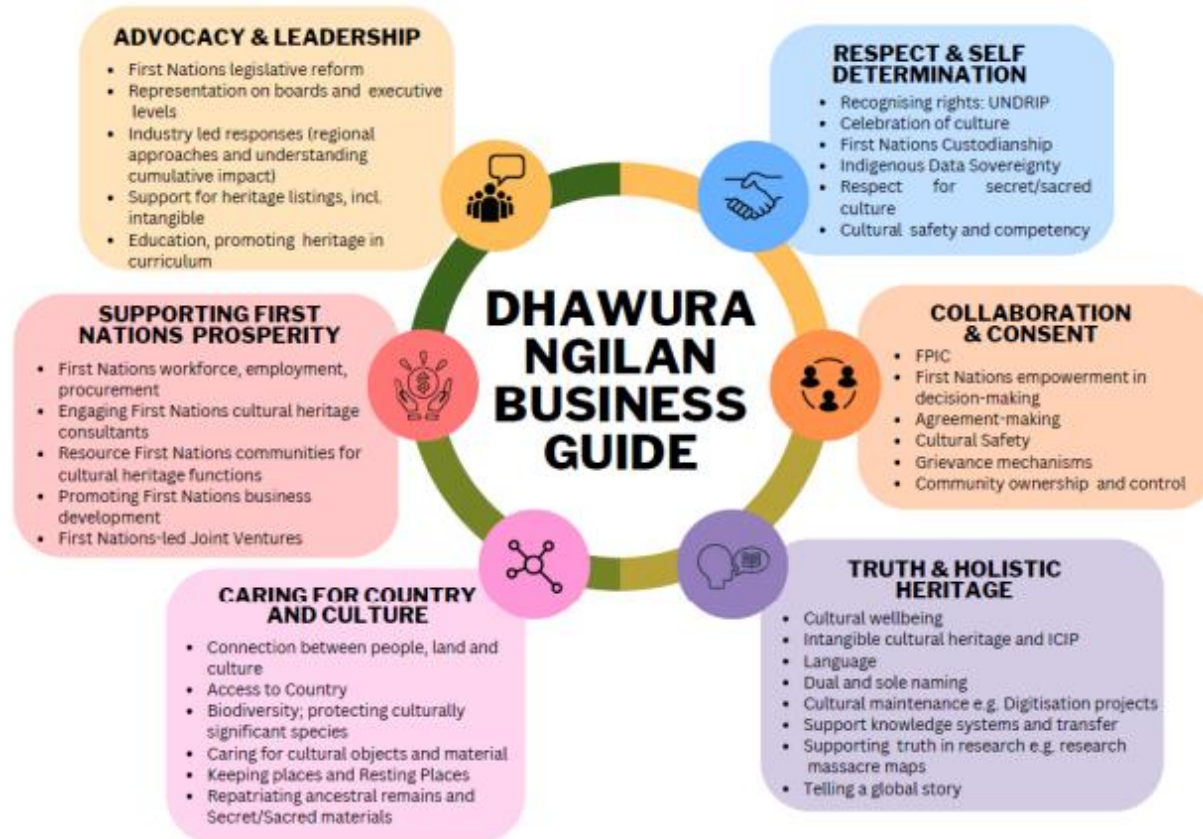 ADVOCACY & LEADERSHIP
• First Nations legislative reform
• Representation on boards and executive
levels
• Industry led responses (regional
approaches and understanding
cumulative impact)
• Support for heritage listings, incl.
intangible
• Education, promoting heritage in
curriculum
RESPECT & SELF
DETERMINATION
• Recognising rights: UNDRIP
• Celebration of culture
• First Nations Custodianship
• Indigenous Data Sovereignty
• Respect for secret/sacred
culture
• Cultural safety and competency
SUPPORTING FIRST
NATIONS PROSPERITY
• First Nations workforce, employment,
procurement
• Engaging First Nations cultural heritage
consultants
• Resource First Nations communities for
cultural heritage functions
• Promoting First Nations business
development
• First Nations-led Joint Ventures
DHAWURA
NGILAN
BUSINESS
GUIDE
COLLABORATION
& CONSENT
• FPIC
• First Nations empowerment in
decision-making
• Agreement-making
• Cultural Safety
• Grievance mechanisms
• Community ownership and control
CARING FOR COUNTRY
AND CULTURE
• Connection between people, land and
culture
• Access to Country
• Biodiversity; protecting culturally
significant species
• Caring for cultural objects and material
• Keeping places and Resting Places
• Repatriating ancestral remains and
Secret/Sacred materials
TRUTH & HOLISTIC
HERITAGE
• Cultural wellbeing
• Intangible cultural heritage and ICIP
• Language
• Dual and sole naming
• Cultural maintenance e.g. Digitisation projects
• Support knowledge systems and transfer
• Supporting truth in research e.g. research
massacre maps
• Telling a global story